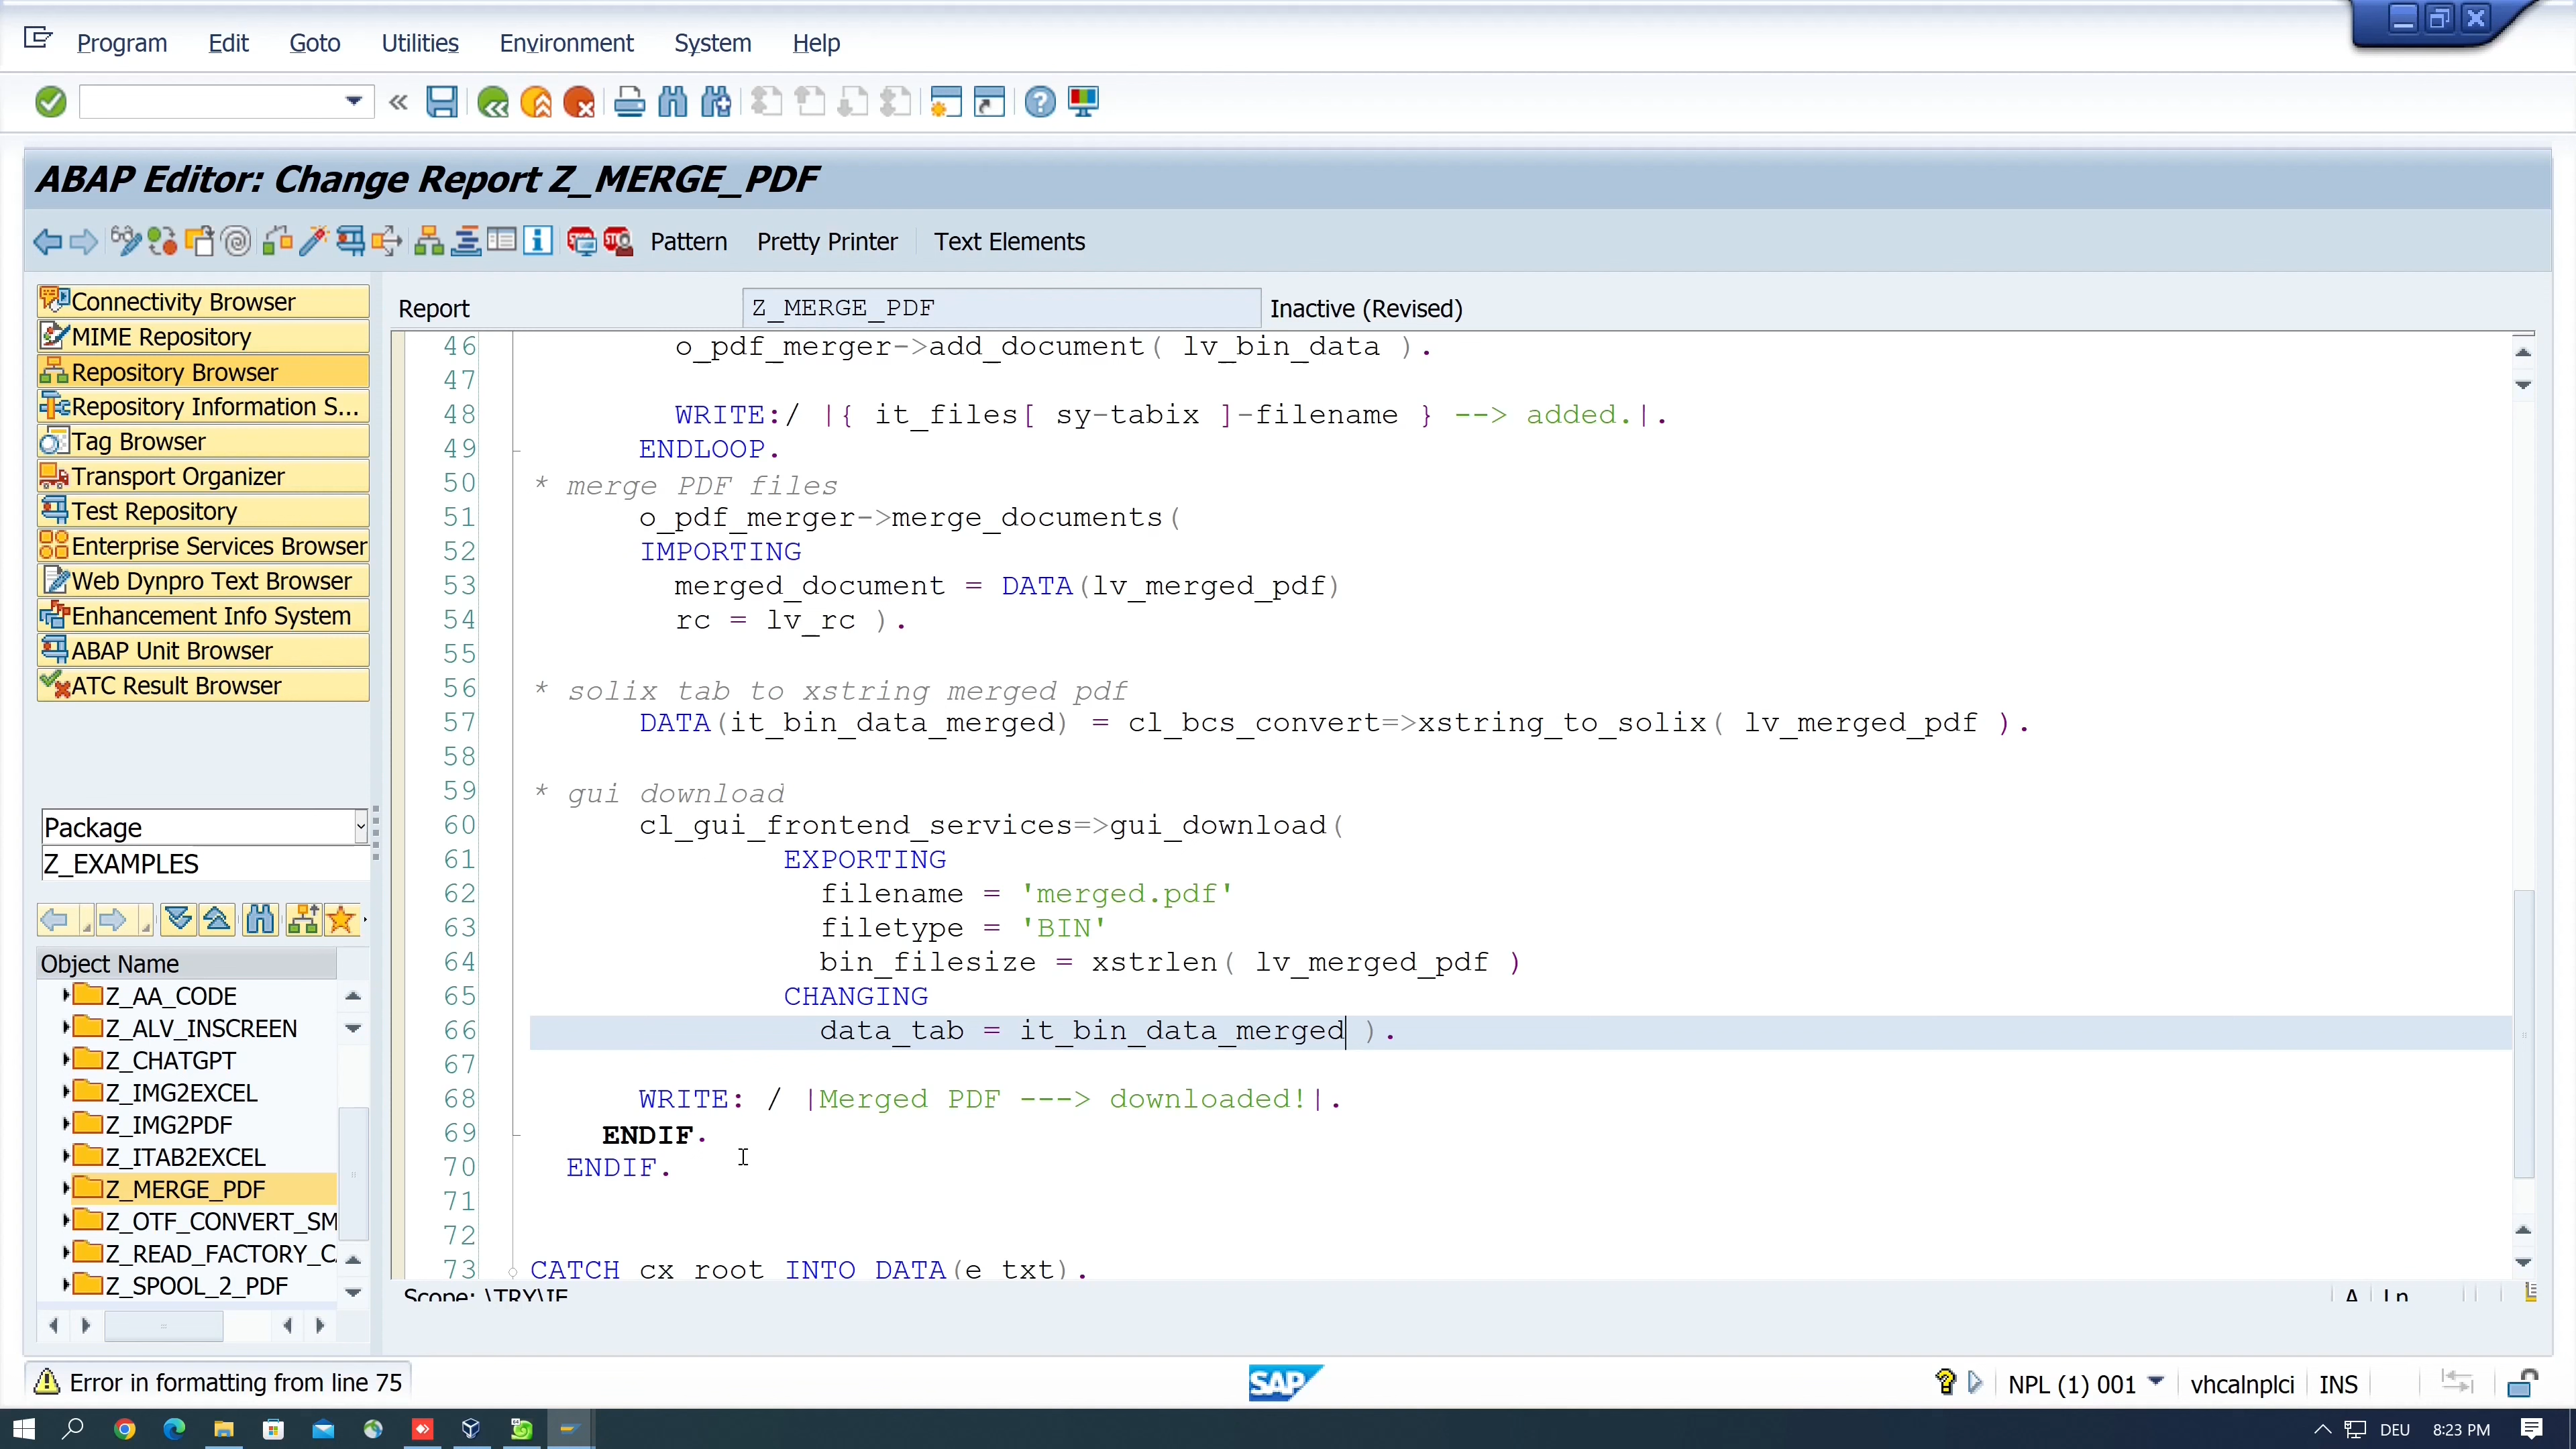 Program Edit Goto Utilities Environment System Help
ABAP Editor: Change Report Z_MERGE_PDF
Pattern Pretty Printer Text Elements
Connectivity Browser
MIME Repository
Repository Browser
Repository Information S...
Tag Browser
Transport Organizer
Test Repository
Enterprise Services Browser
Web Dynpro Text Browser
Enhancement Info System
ABAP Unit Browser
ATC Result Browser
Package
Z_EXAMPLES
Object Name
Z_AA_CODE
Z_ALV_INSCREEN
Z_CHATGPT
Z_IMG2EXCEL
Z_IMG2PDF
Z_ITAB2EXCEL
Z_MERGE_PDF
Z_OTF_CONVERT_SM
Z_READ_FACTORY_C
Z_SPOOL_2_PDF
Report Z_MERGE_PDF Inactive (Revised)
46 o_pdf_merger->add_document( lv_bin_data ).
47
48 WRITE:/ |{ it_files[ sy-tabix ]-filename } --> added.|.
49 ENDLOOP.
50 * merge PDF files
51 o_pdf_merger->merge_documents(
52 IMPORTING
53 merged_document = DATA(lv_merged_pdf)
54 rc = lv_rc ).
55
56 * solix tab to xstring merged pdf
57 DATA(it_bin_data_merged) = cl_bcs_convert=>xstring_to_solix( lv_merged_pdf ).
58
59 * gui download
60 cl_gui_frontend_services=>gui_download(
61 EXPORTING
62 filename = 'merged.pdf'
63 filetype = 'BIN'
64 bin_filesize = xstrlen( lv_merged_pdf )
65 CHANGING
66 data_tab = it_bin_data_merged ).
67
68 WRITE: / |Merged PDF ---> downloaded!|.
69 ENDIF.
70 ENDIF.
71
72
73 CATCH cx_root INTO DATA(e_txt).
Scope: \TRY\IF
A Ln
Error in formatting from line 75
SAP
NPL (1) 001 vhcalnplci INS
DEU 8:23 PM